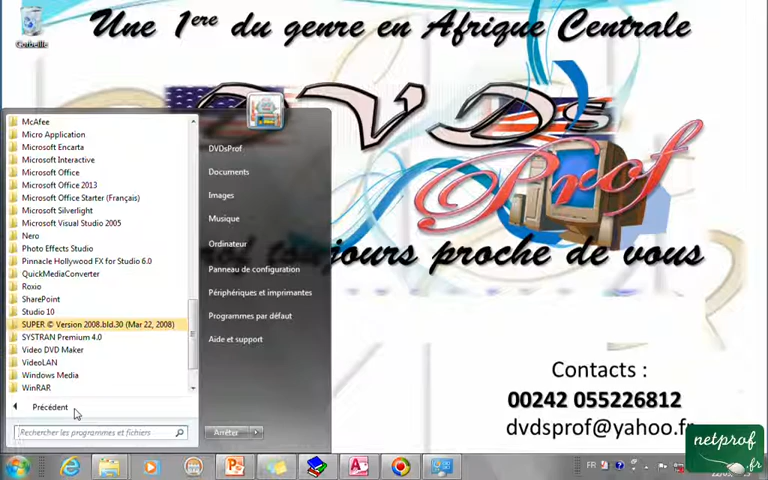 Une 1ere du genre en Afrique Centrale
Corbeille
DVDs
Prof
toujours proche de vous
McAfee
Micro Application
Microsoft Encarta
Microsoft Interactive
Microsoft Office
Microsoft Office 2013
Microsoft Office Starter (Français)
Microsoft Silverlight
Microsoft Visual Studio 2005
Nero
Photo Effects Studio
Pinnacle Hollywood FX for Studio 6.0
QuickMediaConverter
Roxio
SharePoint
Studio 10
SUPER © Version 2008.bld.30 (Mar 22, 2008)
SYSTRAN Premium 4.0
Video DVD Maker
VideoLAN
Windows Media
WinRAR
Précédent
Rechercher les programmes et fichiers
DVDsProf
Documents
Images
Musique
Ordinateur
Panneau de configuration
Périphériques et imprimantes
Programmes par défaut
Aide et support
Arrêter
Contacts :
00242 055226812
dvdsprof@yahoo.fr
netprof
.fr
FR